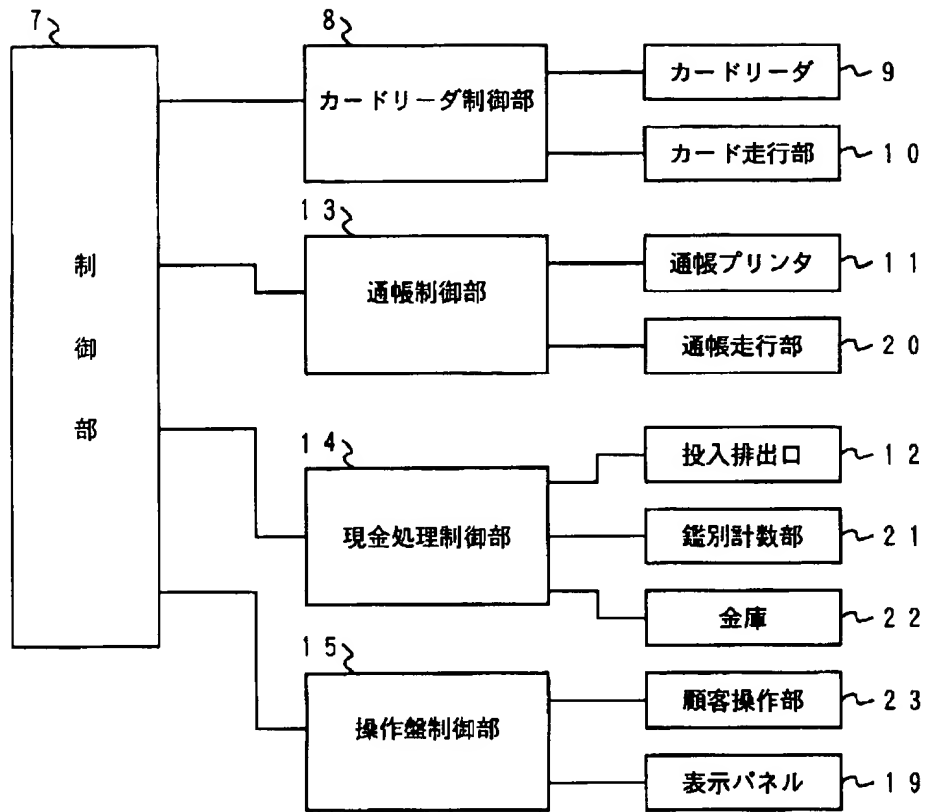 7
制
御
部
8
カードリーダ制御部
カードリーダ 9
カード走行部 10
13
通帳制御部
通帳プリンタ 11
通帳走行部 20
14
現金処理制御部
投入排出口 12
鑑別計数部 21
金庫 22
15
操作盤制御部
顧客操作部 23
表示パネル 19